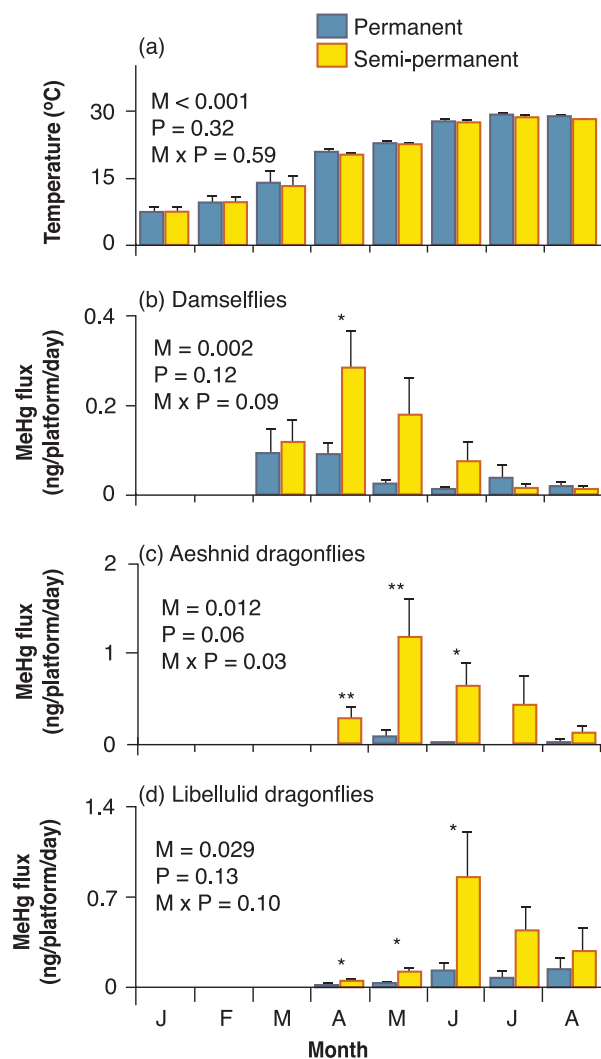 Permanent
Semi-permanent
(a)
Temperature (°C)
30
15
0
M < 0.001
P = 0.32
M x P = 0.59
(b) Damselflies
MeHg flux
(ng/platform/day)
0.4
0.2
0
M = 0.002
P = 0.12
M x P = 0.09
*
(c) Aeshnid dragonflies
MeHg flux
(ng/platform/day)
2
1
0
M = 0.012
P = 0.06
M x P = 0.03
**
**
*
(d) Libellulid dragonflies
MeHg flux
(ng/platform/day)
1.4
0.7
0
M = 0.029
P = 0.13
M x P = 0.10
*
*
*
J F M A M J J A
Month